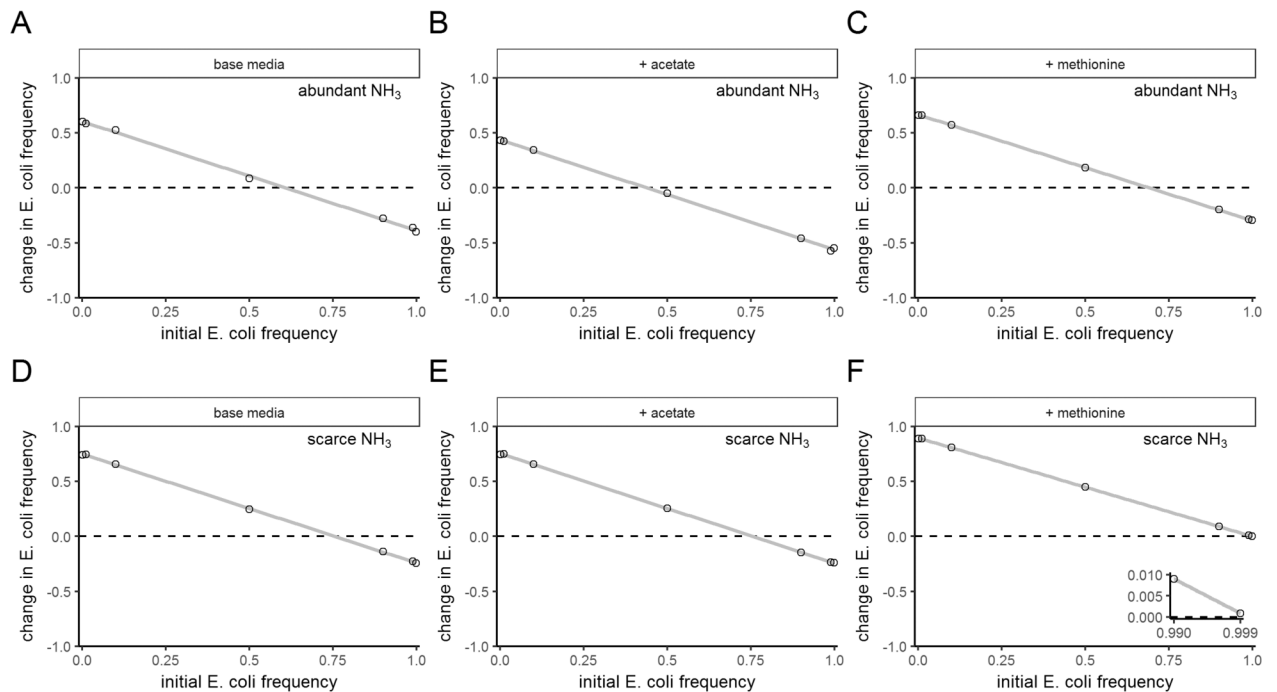 A
base media
abundant NH3
change in E. coli frequency
1.0
0.5
0.0
-0.5
-1.0
0.0 0.25 0.5 0.75 1.0
initial E. coli frequency
B
+ acetate
abundant NH3
change in E. coli frequency
1.0
0.5
0.0
-0.5
-1.0
0.0 0.25 0.5 0.75 1.0
initial E. coli frequency
C
+ methionine
abundant NH3
change in E. coli frequency
1.0
0.5
0.0
-0.5
-1.0
0.0 0.25 0.5 0.75 1.0
initial E. coli frequency
D
base media
scarce NH3
change in E. coli frequency
1.0
0.5
0.0
-0.5
-1.0
0.0 0.25 0.5 0.75 1.0
initial E. coli frequency
E
+ acetate
scarce NH3
change in E. coli frequency
1.0
0.5
0.0
-0.5
-1.0
0.0 0.25 0.5 0.75 1.0
initial E. coli frequency
F
+ methionine
scarce NH3
change in E. coli frequency
1.0
0.5
0.0
-0.5
-1.0
0.010
0.005
0.000
0.990 0.999
0.0 0.25 0.5 0.75 1.0
initial E. coli frequency